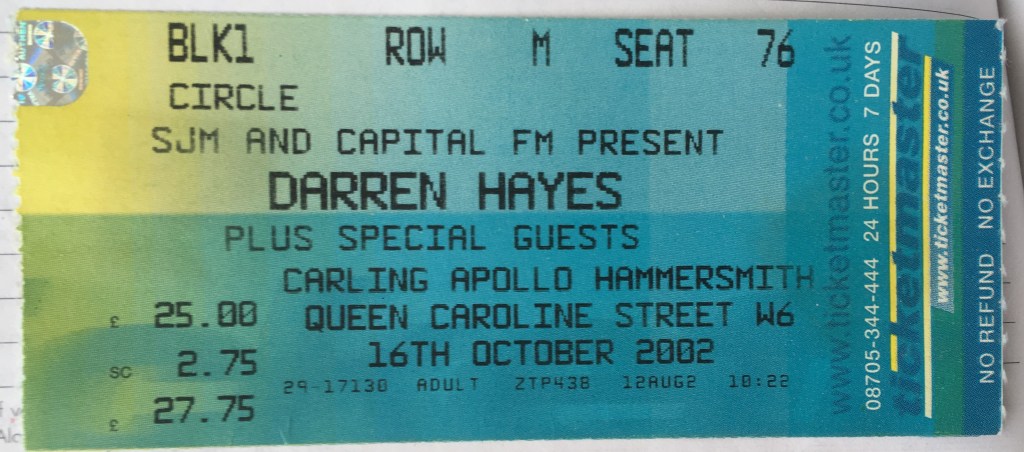 BLK1 ROW M SEAT 76
CIRCLE
SJM AND CAPITAL FM PRESENT
DARREN HAYES
PLUS SPECIAL GUESTS
CARLING APOLLO HAMMERSMITH
£ 25.00 QUEEN CAROLINE STREET W6
SC 2.75 16TH OCTOBER 2002
29-17130 ADULT ZTP438 12AUG2 10:22
£ 27.75
www.ticketmaster.co.uk
08705-344-444 24 HOURS 7 DAYS
ticketmaster
www.ticketmaster.co.uk
NO REFUND NO EXCHANGE